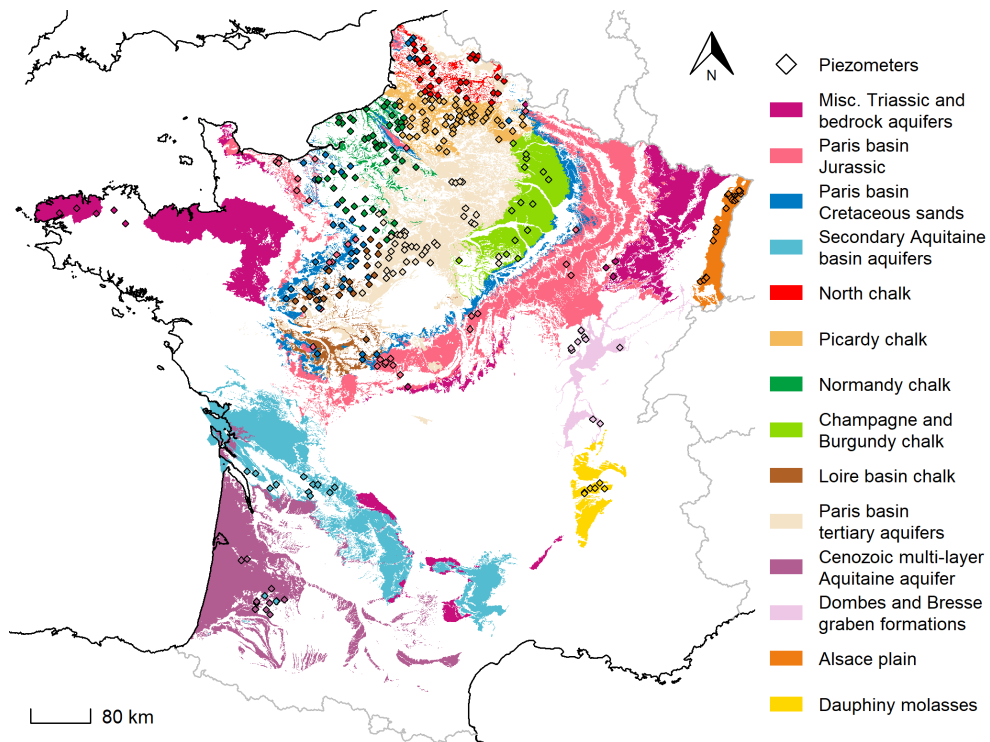 N
Piezometers
Misc. Triassic and
bedrock aquifers
Paris basin
Jurassic
Paris basin
Cretaceous sands
Secondary Aquitaine
basin aquifers
North chalk
Picardy chalk
Normandy chalk
Champagne and
Burgundy chalk
Loire basin chalk
Paris basin
tertiary aquifers
Cenozoic multi-layer
Aquitaine aquifer
Dombes and Bresse
graben formations
Alsace plain
Dauphiny molasses
80 km